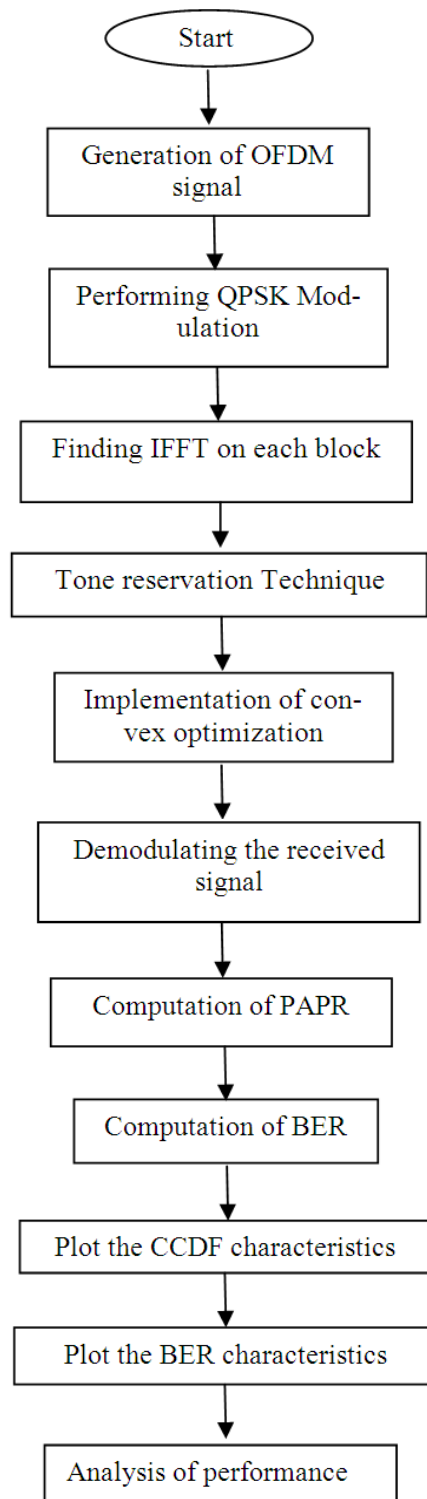 Start
Generation of OFDM
signal
Performing QPSK Mod-
ulation
Finding IFFT on each block
Tone reservation Technique
Implementation of con-
vex optimization
Demodulating the received
signal
Computation of PAPR
Computation of BER
Plot the CCDF characteristics
Plot the BER characteristics
Analysis of performance